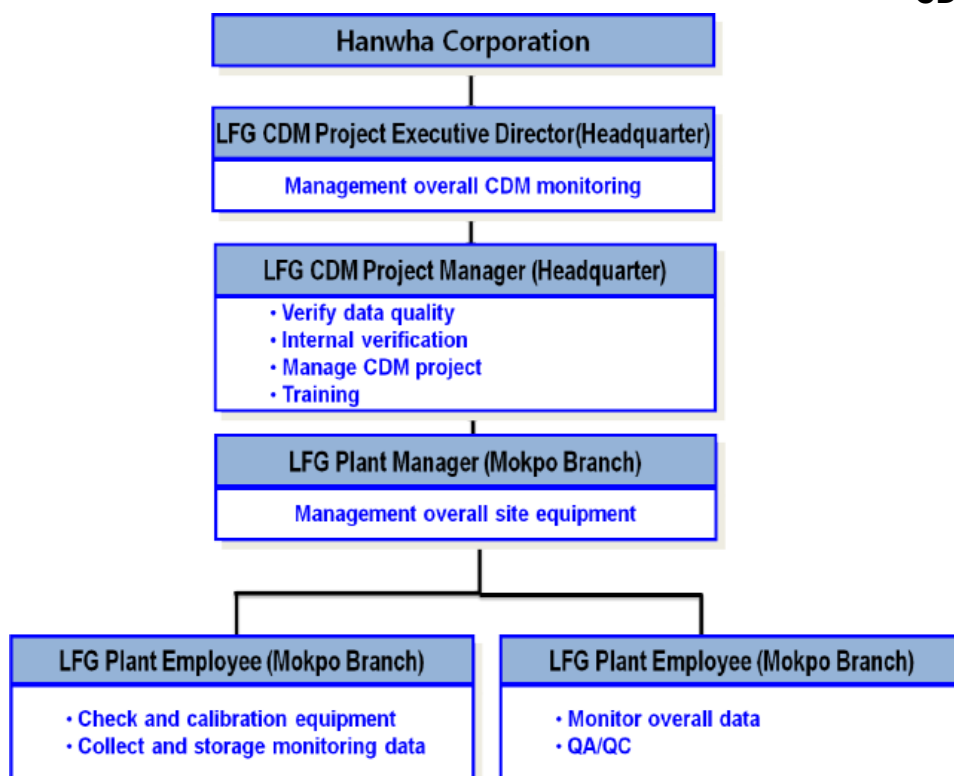 Hanwha Corporation
LFG CDM Project Executive Director(Headquarter)
Management overall CDM monitoring
LFG CDM Project Manager (Headquarter)
• Verify data quality
• Internal verification
• Manage CDM project
• Training
LFG Plant Manager (Mokpo Branch)
Management overall site equipment
LFG Plant Employee (Mokpo Branch)
• Check and calibration equipment
• Collect and storage monitoring data
LFG Plant Employee (Mokpo Branch)
• Monitor overall data
• QA/QC